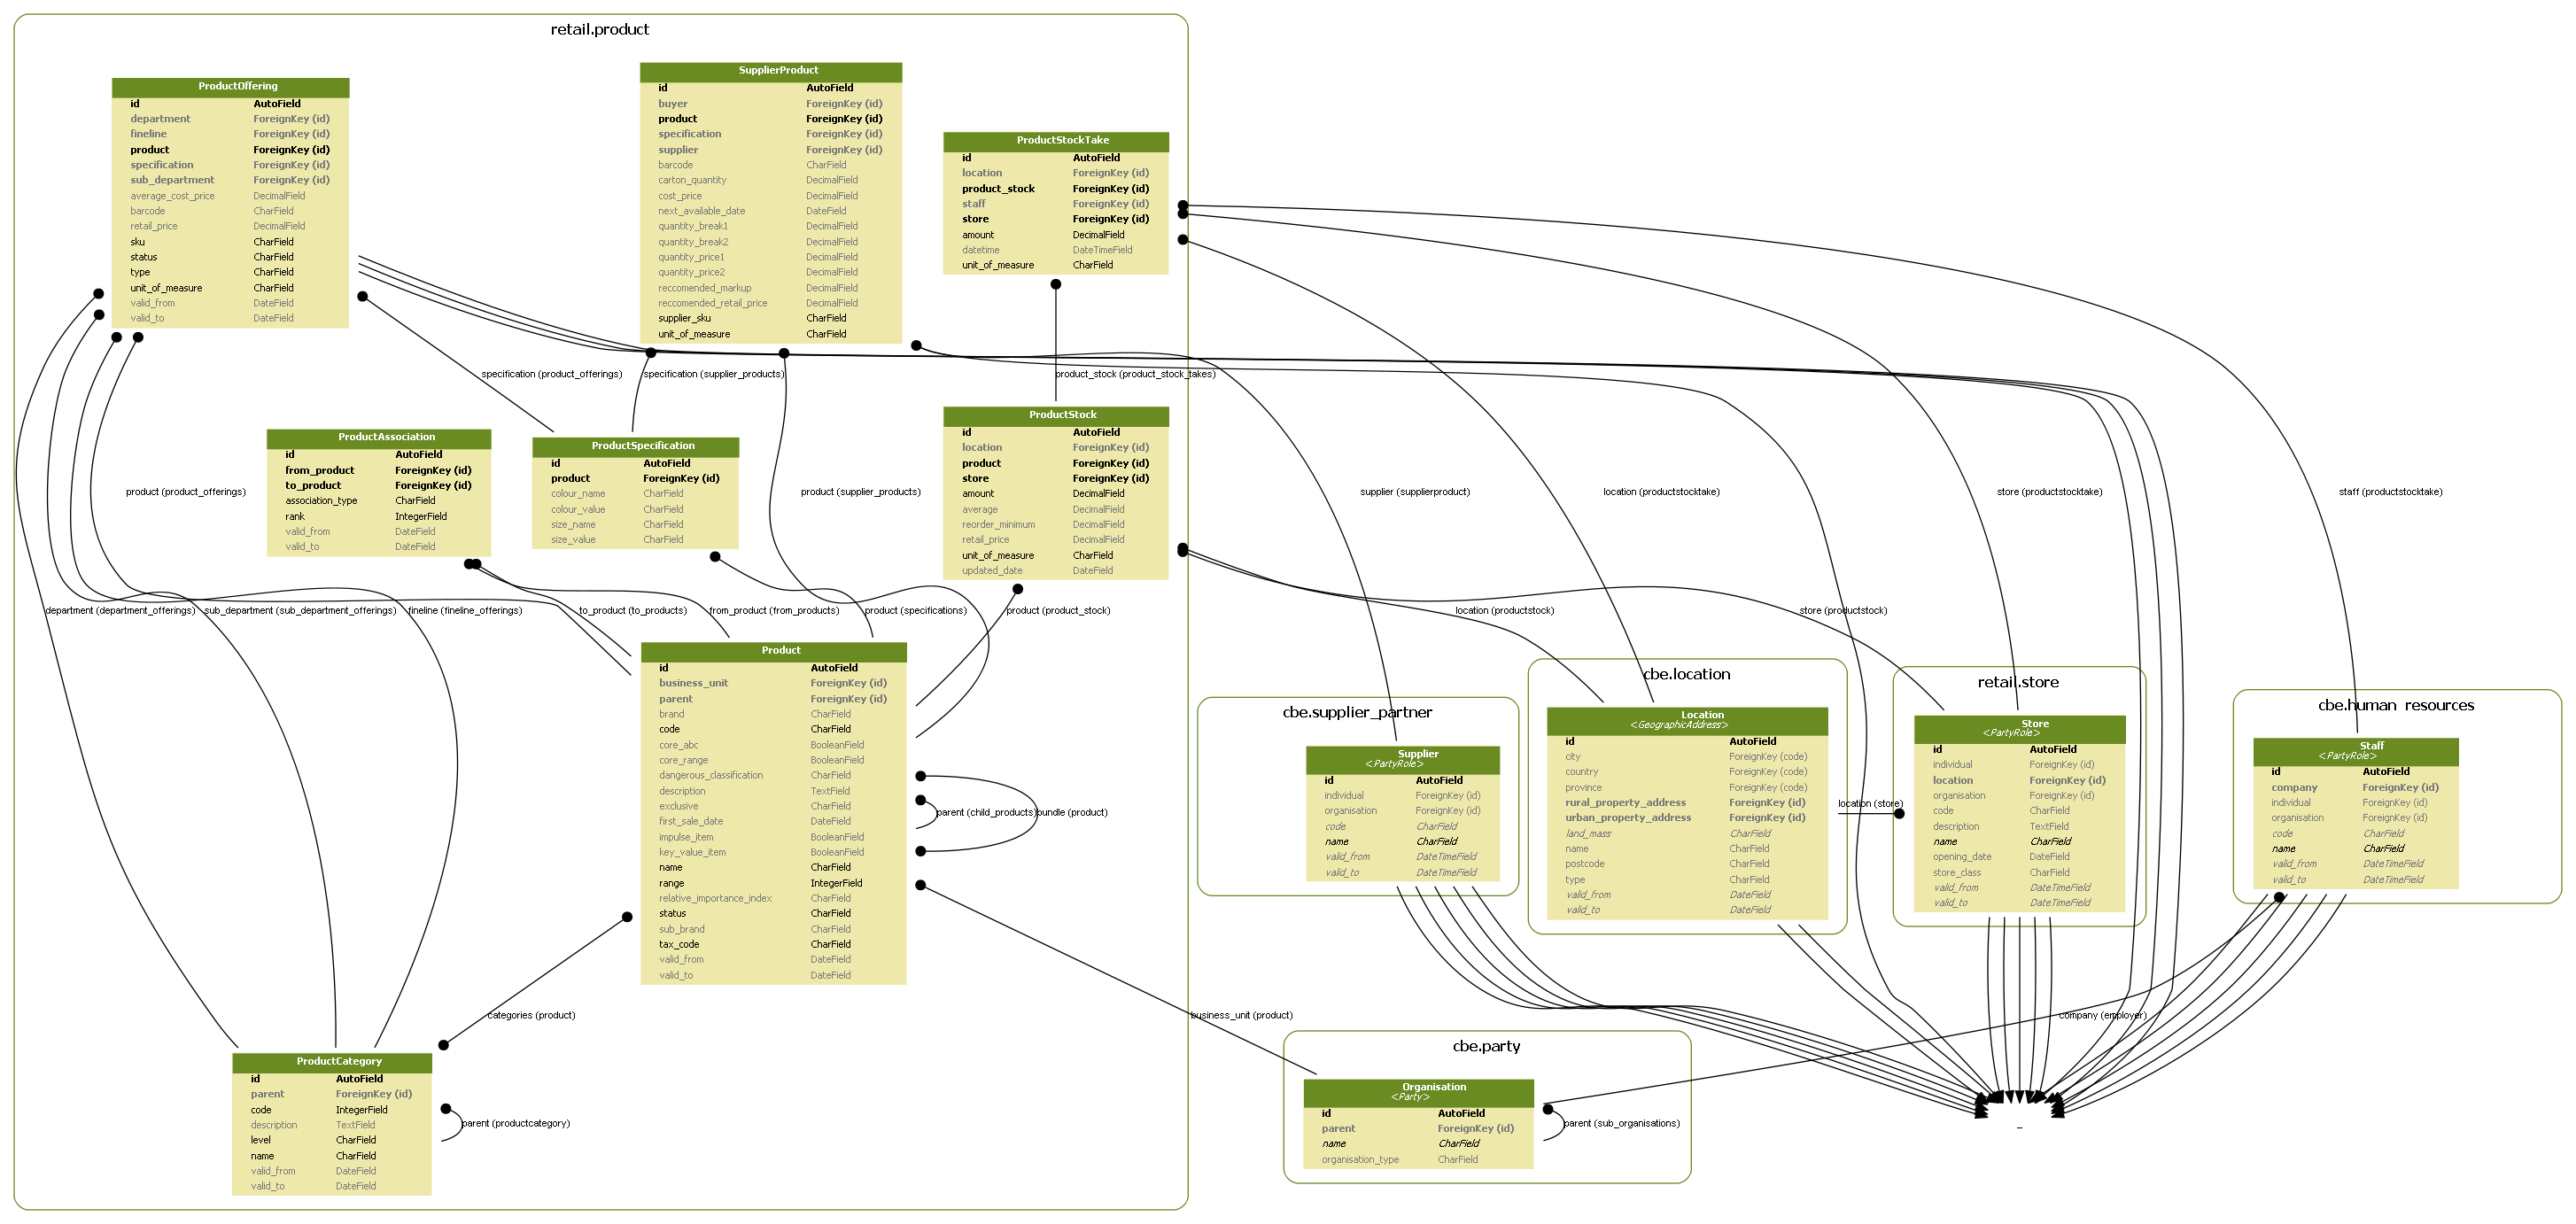 retail.product
ProductOffering
id AutoField
department ForeignKey (id)
fineline ForeignKey (id)
product ForeignKey (id)
specification ForeignKey (id)
sub_department ForeignKey (id)
average_cost_price DecimalField
barcode CharField
retail_price DecimalField
sku CharField
status CharField
type CharField
unit_of_measure CharField
valid_from DateField
valid_to DateField
SupplierProduct
id AutoField
buyer ForeignKey (id)
product ForeignKey (id)
specification ForeignKey (id)
supplier ForeignKey (id)
barcode CharField
carton_quantity DecimalField
cost_price DecimalField
next_available_date DateField
quantity_break1 DecimalField
quantity_break2 DecimalField
quantity_price1 DecimalField
quantity_price2 DecimalField
reccomended_markup DecimalField
reccomended_retail_price DecimalField
supplier_sku CharField
unit_of_measure CharField
ProductStockTake
id AutoField
location ForeignKey (id)
product_stock ForeignKey (id)
staff ForeignKey (id)
store ForeignKey (id)
amount DecimalField
datetime DateTimeField
unit_of_measure CharField
specification (product_offerings)
specification (supplier_products)
product_stock (product_stock_takes)
ProductAssociation
id AutoField
from_product ForeignKey (id)
to_product ForeignKey (id)
association_type CharField
rank IntegerField
valid_from DateField
valid_to DateField
ProductSpecification
id AutoField
product ForeignKey (id)
colour_name CharField
colour_value CharField
size_name CharField
size_value CharField
ProductStock
id AutoField
location ForeignKey (id)
product ForeignKey (id)
store ForeignKey (id)
amount DecimalField
average DecimalField
reorder_minimum DecimalField
retail_price DecimalField
unit_of_measure CharField
updated_date DateField
product (product_offerings)
product (supplier_products)
supplier (supplierproduct)
location (productstocktake)
store (productstocktake)
staff (productstocktake)
department (department_offerings)
sub_department (sub_department_offerings)
fineline (fineline_offerings)
to_product (to_products)
from_product (from_products)
product (specifications)
product (product_stock)
location (productstock)
store (productstock)
Product
id AutoField
business_unit ForeignKey (id)
parent ForeignKey (id)
brand CharField
code CharField
core_abc BooleanField
core_range BooleanField
dangerous_classification CharField
description TextField
exclusive CharField
first_sale_date DateField
impulse_item BooleanField
key_value_item BooleanField
name CharField
range IntegerField
relative_importance_index CharField
status CharField
sub_brand CharField
tax_code CharField
valid_from DateField
valid_to DateField
parent (child_products)
bundle (product)
cbe.supplier_partner
Supplier
<PartyRole>
id AutoField
individual ForeignKey (id)
organisation ForeignKey (id)
code CharField
name CharField
valid_from DateTimeField
valid_to DateTimeField
cbe.location
Location
<GeographicAddress>
id AutoField
city ForeignKey (code)
country ForeignKey (code)
province ForeignKey (code)
rural_property_address ForeignKey (id)
urban_property_address ForeignKey (id)
land_mass CharField
name CharField
postcode CharField
type CharField
valid_from DateField
valid_to DateField
location (store)
retail.store
Store
<PartyRole>
id AutoField
individual ForeignKey (id)
location ForeignKey (id)
organisation ForeignKey (id)
code CharField
description TextField
name CharField
opening_date DateField
store_class CharField
valid_from DateTimeField
valid_to DateTimeField
cbe.human_resources
Staff
<PartyRole>
id AutoField
company ForeignKey (id)
individual ForeignKey (id)
organisation ForeignKey (id)
code CharField
name CharField
valid_from DateTimeField
valid_to DateTimeField
categories (product)
business_unit (product)
company (employer)
ProductCategory
id AutoField
parent ForeignKey (id)
code IntegerField
description TextField
level CharField
name CharField
valid_from DateField
valid_to DateField
parent (productcategory)
cbe.party
Organisation
<Party>
id AutoField
parent ForeignKey (id)
name CharField
organisation_type CharField
parent (sub_organisations)
_